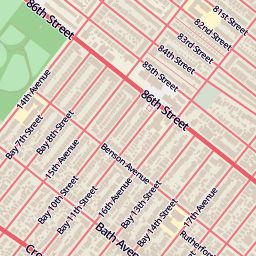 86th Street
81st Street
82nd Street
83rd Street
84th Street
85th Street
86th Street
14th Avenue
Bay 7th Street
Bay 8th Street
15th Avenue
Benson Avenue
Bay 10th Street
Bay 11th Street
16th Avenue
Bay 13th Street
Bay 14th Street
17th Avenue
Bath Ave
Cro
Rutherfor